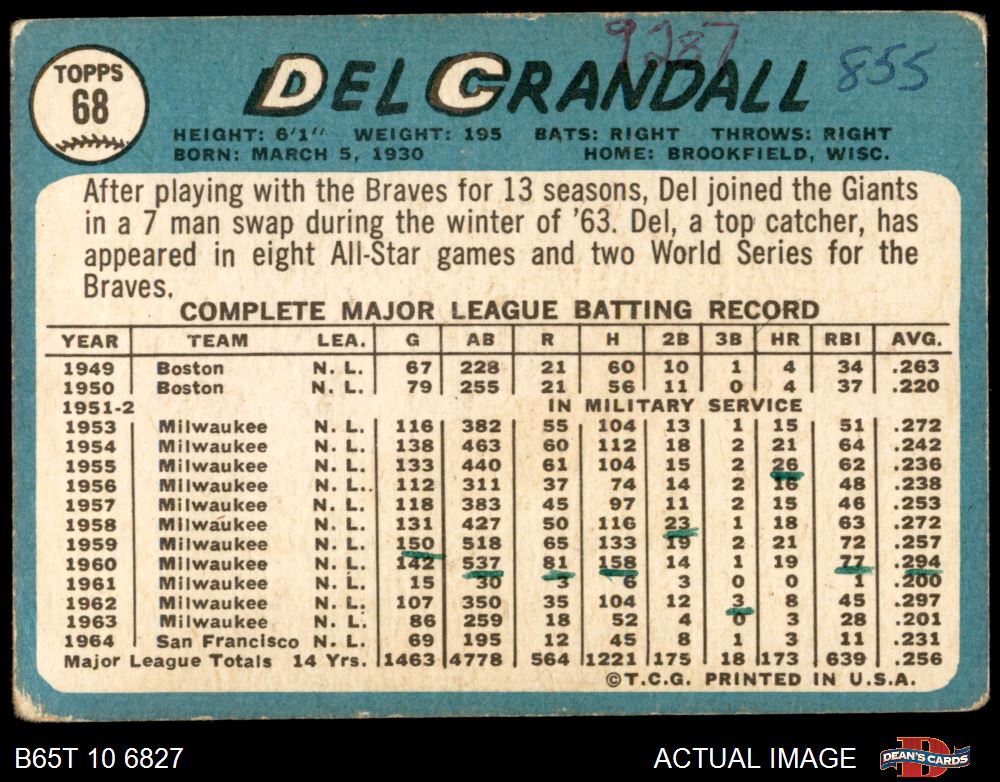 9287
855
TOPPS
68
DEL CRANDALL
HEIGHT: 6'1" WEIGHT: 195 BATS: RIGHT THROWS: RIGHT
BORN: MARCH 5, 1930 HOME: BROOKFIELD, WISC.
After playing with the Braves for 13 seasons, Del joined the Giants
in a 7 man swap during the winter of '63. Del, a top catcher, has
appeared in eight All-Star games and two World Series for the
Braves.
COMPLETE MAJOR LEAGUE BATTING RECORD
YEAR TEAM LEA. G AB R H 2B 3B HR RBI AVG.
1949 Boston N. L. 67 228 21 60 10 1 4 34 .263
1950 Boston N. L. 79 255 21 56 11 0 4 37 .220
1951-2 IN MILITARY SERVICE
1953 Milwaukee N. L. 116 382 55 104 13 1 15 51 .272
1954 Milwaukee N. L. 138 463 60 112 18 2 21 64 .242
1955 Milwaukee N. L. 133 440 61 104 15 2 26 62 .236
1956 Milwaukee N. L.. 112 311 37 74 14 2 16 48 .238
1957 Milwaukee N. L. 118 383 45 97 11 2 15 46 .253
1958 Milwaukee N. L. 131 427 50 116 23 1 18 63 .272
1959 Milwaukee N. L. 150 518 65 133 19 2 21 72 .257
1960 Milwaukee N. L. 142 537 81 158 14 1 19 77 .294
1961 Milwaukee N. L. 15 30 3 6 3 0 0 1 .200
1962 Milwaukee N. L. 107 350 35 104 12 3 8 45 .297
1963 Milwaukee N. L. 86 259 18 52 4 0 3 28 .201
1964 San Francisco N. L. 69 195 12 45 8 1 3 11 .231
Major League Totals 14 Yrs. 1463 4778 564 1221 175 18 173 639 .256
©T.C.G. PRINTED IN U.S.A.
B65T 10 6827
ACTUAL IMAGE
DEAN'S CARDS